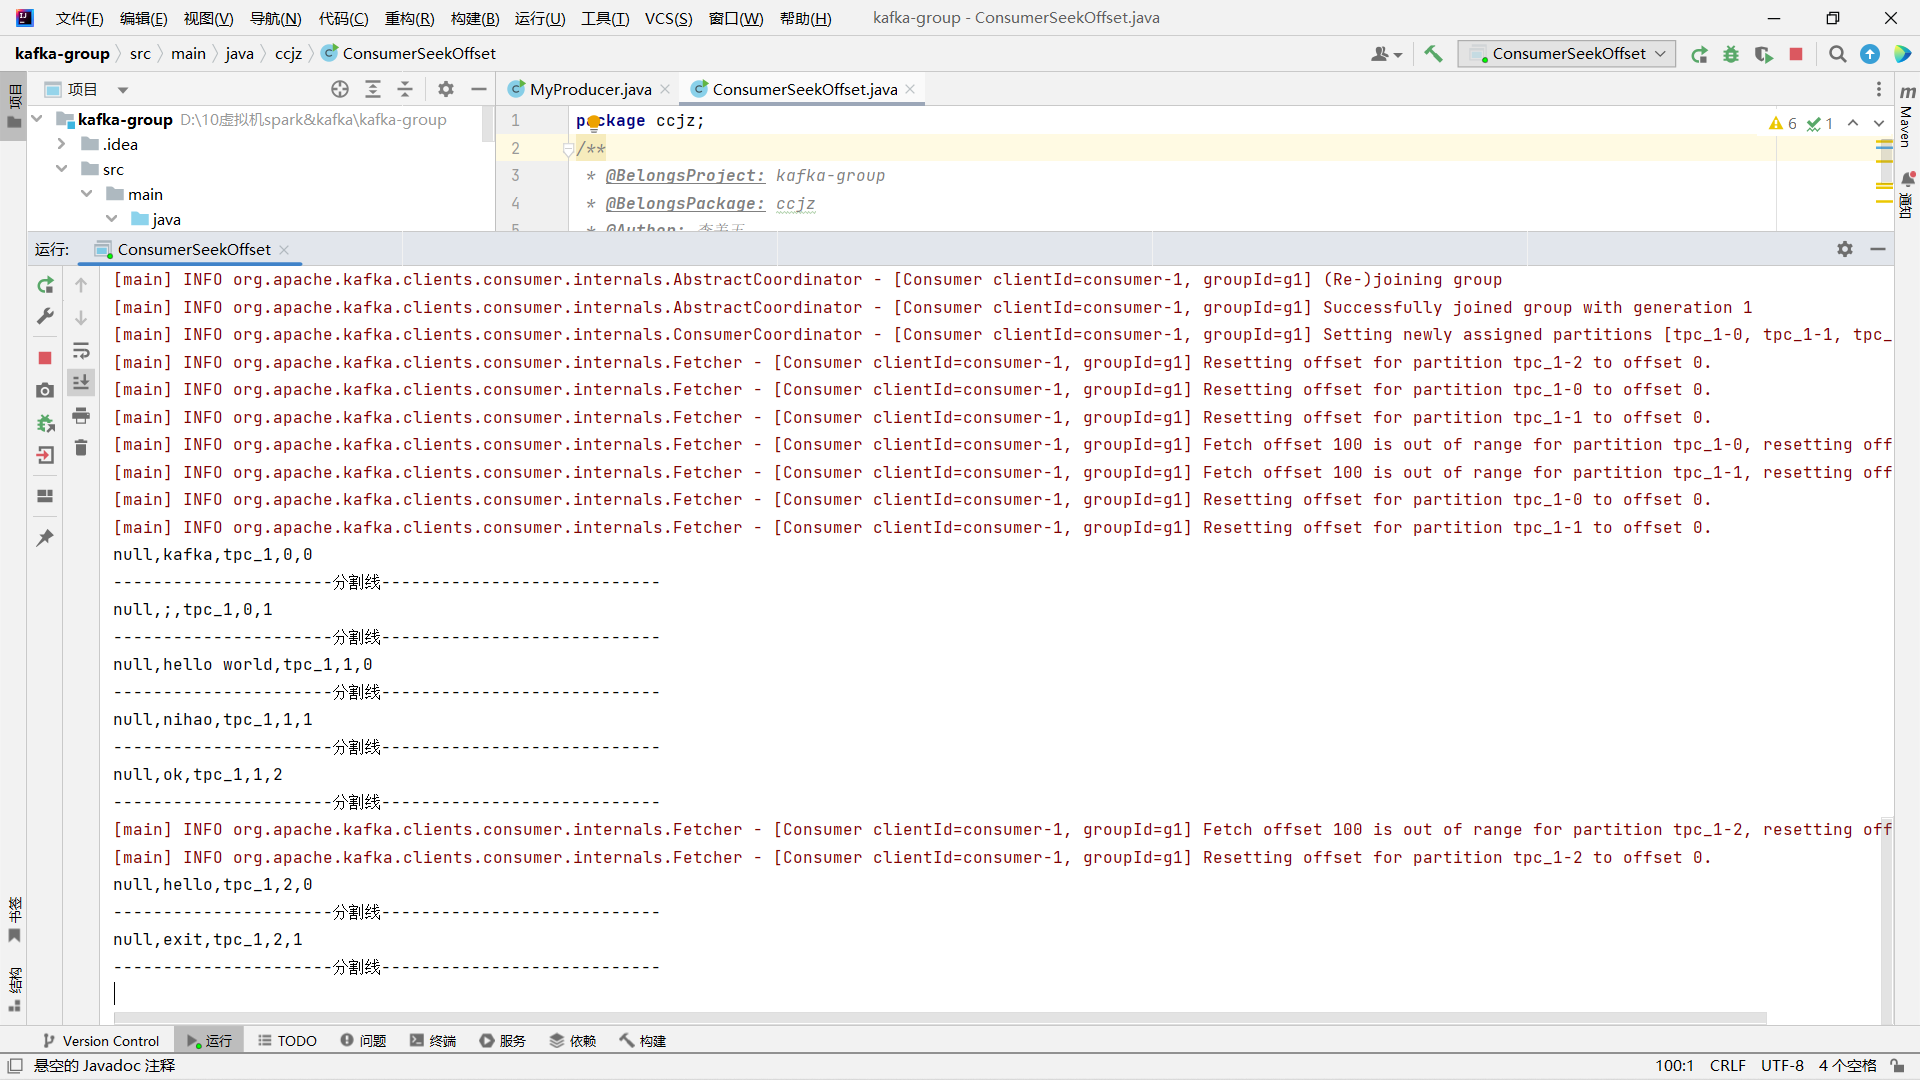 文件(F) 编辑(E) 视图(V) 导航(N) 代码(C) 重构(R) 构建(B) 运行(U) 工具(T) VCS(S) 窗口(W) 帮助(H) kafka-group - ConsumerSeekOffset.java
kafka-group src main java ccjz ConsumerSeekOffset
ConsumerSeekOffset
项目
项目
MyProducer.java
ConsumerSeekOffset.java
kafka-group D:\10虚拟机spark&kafka\kafka-group
.idea
src
main
java
1 package ccjz;
2 /**
3 * @BelongsProject: kafka-group
4 * @BelongsPackage: ccjz
6 1
Maven
通知
运行: ConsumerSeekOffset
[main] INFO org.apache.kafka.clients.consumer.internals.AbstractCoordinator - [Consumer clientId=consumer-1, groupId=g1] (Re-)joining group
[main] INFO org.apache.kafka.clients.consumer.internals.AbstractCoordinator - [Consumer clientId=consumer-1, groupId=g1] Successfully joined group with generation 1
[main] INFO org.apache.kafka.clients.consumer.internals.ConsumerCoordinator - [Consumer clientId=consumer-1, groupId=g1] Setting newly assigned partitions [tpc_1-0, tpc_1-1, tpc_
[main] INFO org.apache.kafka.clients.consumer.internals.Fetcher - [Consumer clientId=consumer-1, groupId=g1] Resetting offset for partition tpc_1-2 to offset 0.
[main] INFO org.apache.kafka.clients.consumer.internals.Fetcher - [Consumer clientId=consumer-1, groupId=g1] Resetting offset for partition tpc_1-0 to offset 0.
[main] INFO org.apache.kafka.clients.consumer.internals.Fetcher - [Consumer clientId=consumer-1, groupId=g1] Resetting offset for partition tpc_1-1 to offset 0.
[main] INFO org.apache.kafka.clients.consumer.internals.Fetcher - [Consumer clientId=consumer-1, groupId=g1] Fetch offset 100 is out of range for partition tpc_1-0, resetting off
[main] INFO org.apache.kafka.clients.consumer.internals.Fetcher - [Consumer clientId=consumer-1, groupId=g1] Fetch offset 100 is out of range for partition tpc_1-1, resetting off
[main] INFO org.apache.kafka.clients.consumer.internals.Fetcher - [Consumer clientId=consumer-1, groupId=g1] Resetting offset for partition tpc_1-0 to offset 0.
[main] INFO org.apache.kafka.clients.consumer.internals.Fetcher - [Consumer clientId=consumer-1, groupId=g1] Resetting offset for partition tpc_1-1 to offset 0.
null,kafka,tpc_1,0,0
----------------------分割线----------------------------
null,;,tpc_1,0,1
----------------------分割线----------------------------
null,hello world,tpc_1,1,0
----------------------分割线----------------------------
null,nihao,tpc_1,1,1
----------------------分割线----------------------------
null,ok,tpc_1,1,2
----------------------分割线----------------------------
[main] INFO org.apache.kafka.clients.consumer.internals.Fetcher - [Consumer clientId=consumer-1, groupId=g1] Fetch offset 100 is out of range for partition tpc_1-2, resetting off
[main] INFO org.apache.kafka.clients.consumer.internals.Fetcher - [Consumer clientId=consumer-1, groupId=g1] Resetting offset for partition tpc_1-2 to offset 0.
null,hello,tpc_1,2,0
----------------------分割线----------------------------
null,exit,tpc_1,2,1
----------------------分割线----------------------------
书签
结构
Version Control 运行 TODO 问题 终端 服务 依赖 构建
悬空的 Javadoc 注释 100:1 CRLF UTF-8 4 个空格